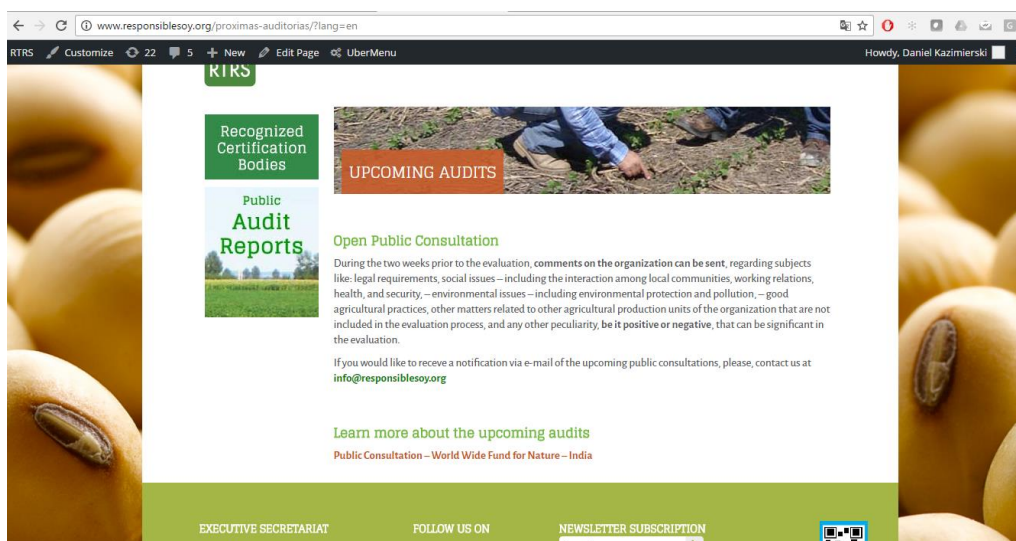 www.responsiblesoy.org/proximas-auditorias/?lang=en
RTRS Customize 22 5 + New Edit Page UberMenu Howdy, Daniel Kazimierski
RTRS
Recognized
Certification
Bodies
Public
Audit
Reports
UPCOMING AUDITS
Open Public Consultation
During the two weeks prior to the evaluation, comments on the organization can be sent, regarding subjects
like: legal requirements, social issues – including the interaction among local communities, working relations,
health, and security, – environmental issues – including environmental protection and pollution, – good
agricultural practices, other matters related to other agricultural production units of the organization that are not
included in the evaluation process, and any other peculiarity, be it positive or negative, that can be significant in
the evaluation.
If you would like to receve a notification via e-mail of the upcoming public consultations, please, contact us at
info@responsiblesoy.org
Learn more about the upcoming audits
Public Consultation – World Wide Fund for Nature – India
EXECUTIVE SECRETARIAT
FOLLOW US ON
NEWSLETTER SUBSCRIPTION